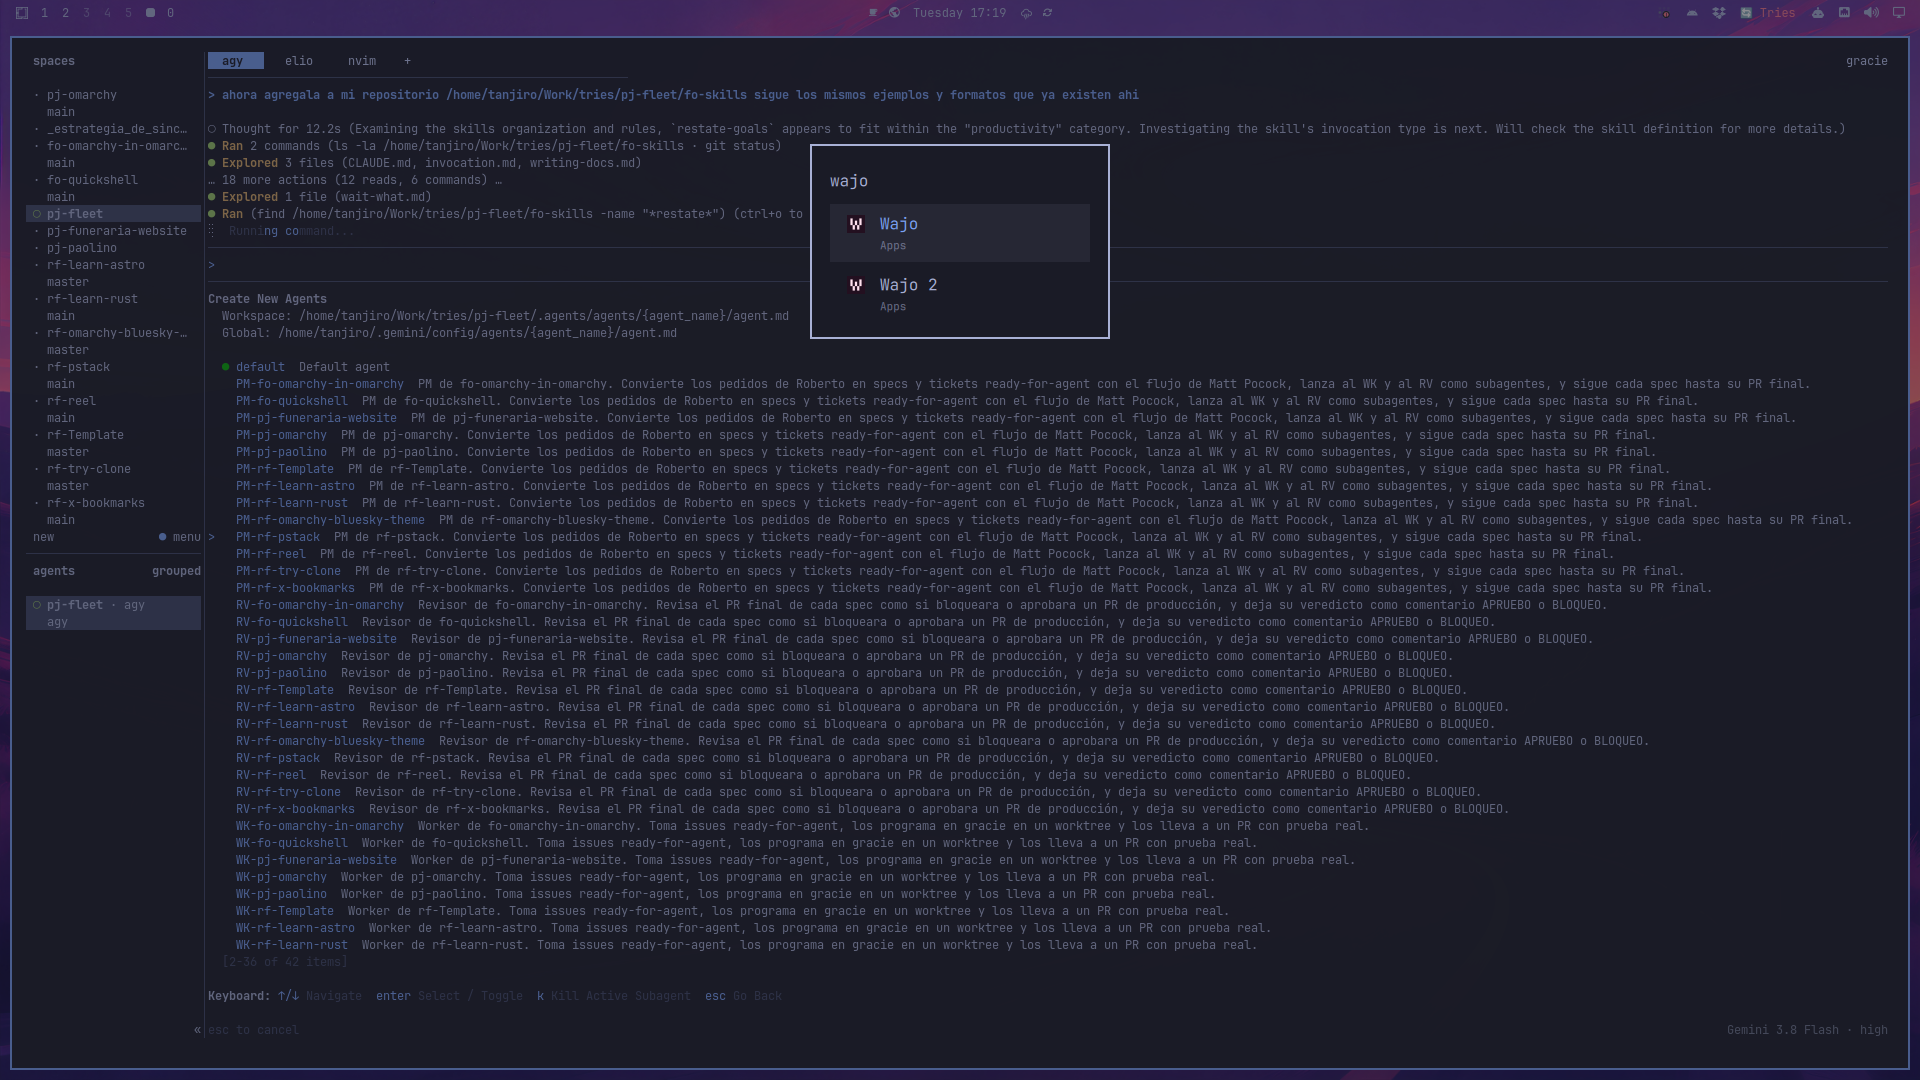 1 2 3 4 5 0
Tuesday 17:19
Tries
spaces
· pj-omarchy
main
· _estrategia_de_sinc…
· fo-omarchy-in-omarc…
main
· fo-quickshell
main
pj-fleet
· pj-funeraria-website
· pj-paolino
· rf-learn-astro
master
· rf-learn-rust
main
· rf-omarchy-bluesky-…
master
· rf-pstack
main
· rf-reel
main
· rf-Template
master
· rf-try-clone
master
· rf-x-bookmarks
main
new ● menu
agents grouped
pj-fleet · agy
agy
«
agy elio nvim +
gracie
> ahora agregala a mi repositorio /home/tanjiro/Work/tries/pj-fleet/fo-skills sigue los mismos ejemplos y formatos que ya existen ahi
Thought for 12.2s (Examining the skills organization and rules, `restate-goals` appears to fit within the "productivity" category. Investigating the skill's invocation type is next. Will check the skill definition for more details.)
● Ran 2 commands (ls -la /home/tanjiro/Work/tries/pj-fleet/fo-skills · git status)
● Explored 3 files (CLAUDE.md, invocation.md, writing-docs.md)
… 18 more actions (12 reads, 6 commands) …
● Explored 1 file (wait-what.md)
● Ran (find /home/tanjiro/Work/tries/pj-fleet/fo-skills -name "*restate*") (ctrl+o to
Running command...
>
wajo
Wajo
Apps
Wajo 2
Apps
Create New Agents
Workspace: /home/tanjiro/Work/tries/pj-fleet/.agents/agents/{agent_name}/agent.md
Global: /home/tanjiro/.gemini/config/agents/{agent_name}/agent.md
● default Default agent
PM-fo-omarchy-in-omarchy PM de fo-omarchy-in-omarchy. Convierte los pedidos de Roberto en specs y tickets ready-for-agent con el flujo de Matt Pocock, lanza al WK y al RV como subagentes, y sigue cada spec hasta su PR final.
PM-fo-quickshell PM de fo-quickshell. Convierte los pedidos de Roberto en specs y tickets ready-for-agent con el flujo de Matt Pocock, lanza al WK y al RV como subagentes, y sigue cada spec hasta su PR final.
PM-pj-funeraria-website PM de pj-funeraria-website. Convierte los pedidos de Roberto en specs y tickets ready-for-agent con el flujo de Matt Pocock, lanza al WK y al RV como subagentes, y sigue cada spec hasta su PR final.
PM-pj-omarchy PM de pj-omarchy. Convierte los pedidos de Roberto en specs y tickets ready-for-agent con el flujo de Matt Pocock, lanza al WK y al RV como subagentes, y sigue cada spec hasta su PR final.
PM-pj-paolino PM de pj-paolino. Convierte los pedidos de Roberto en specs y tickets ready-for-agent con el flujo de Matt Pocock, lanza al WK y al RV como subagentes, y sigue cada spec hasta su PR final.
PM-rf-Template PM de rf-Template. Convierte los pedidos de Roberto en specs y tickets ready-for-agent con el flujo de Matt Pocock, lanza al WK y al RV como subagentes, y sigue cada spec hasta su PR final.
PM-rf-learn-astro PM de rf-learn-astro. Convierte los pedidos de Roberto en specs y tickets ready-for-agent con el flujo de Matt Pocock, lanza al WK y al RV como subagentes, y sigue cada spec hasta su PR final.
PM-rf-learn-rust PM de rf-learn-rust. Convierte los pedidos de Roberto en specs y tickets ready-for-agent con el flujo de Matt Pocock, lanza al WK y al RV como subagentes, y sigue cada spec hasta su PR final.
PM-rf-omarchy-bluesky-theme PM de rf-omarchy-bluesky-theme. Convierte los pedidos de Roberto en specs y tickets ready-for-agent con el flujo de Matt Pocock, lanza al WK y al RV como subagentes, y sigue cada spec hasta su PR final.
> PM-rf-pstack PM de rf-pstack. Convierte los pedidos de Roberto en specs y tickets ready-for-agent con el flujo de Matt Pocock, lanza al WK y al RV como subagentes, y sigue cada spec hasta su PR final.
PM-rf-reel PM de rf-reel. Convierte los pedidos de Roberto en specs y tickets ready-for-agent con el flujo de Matt Pocock, lanza al WK y al RV como subagentes, y sigue cada spec hasta su PR final.
PM-rf-try-clone PM de rf-try-clone. Convierte los pedidos de Roberto en specs y tickets ready-for-agent con el flujo de Matt Pocock, lanza al WK y al RV como subagentes, y sigue cada spec hasta su PR final.
PM-rf-x-bookmarks PM de rf-x-bookmarks. Convierte los pedidos de Roberto en specs y tickets ready-for-agent con el flujo de Matt Pocock, lanza al WK y al RV como subagentes, y sigue cada spec hasta su PR final.
RV-fo-omarchy-in-omarchy Revisor de fo-omarchy-in-omarchy. Revisa el PR final de cada spec como si bloqueara o aprobara un PR de producción, y deja su veredicto como comentario APRUEBO o BLOQUEO.
RV-fo-quickshell Revisor de fo-quickshell. Revisa el PR final de cada spec como si bloqueara o aprobara un PR de producción, y deja su veredicto como comentario APRUEBO o BLOQUEO.
RV-pj-funeraria-website Revisor de pj-funeraria-website. Revisa el PR final de cada spec como si bloqueara o aprobara un PR de producción, y deja su veredicto como comentario APRUEBO o BLOQUEO.
RV-pj-omarchy Revisor de pj-omarchy. Revisa el PR final de cada spec como si bloqueara o aprobara un PR de producción, y deja su veredicto como comentario APRUEBO o BLOQUEO.
RV-pj-paolino Revisor de pj-paolino. Revisa el PR final de cada spec como si bloqueara o aprobara un PR de producción, y deja su veredicto como comentario APRUEBO o BLOQUEO.
RV-rf-Template Revisor de rf-Template. Revisa el PR final de cada spec como si bloqueara o aprobara un PR de producción, y deja su veredicto como comentario APRUEBO o BLOQUEO.
RV-rf-learn-astro Revisor de rf-learn-astro. Revisa el PR final de cada spec como si bloqueara o aprobara un PR de producción, y deja su veredicto como comentario APRUEBO o BLOQUEO.
RV-rf-learn-rust Revisor de rf-learn-rust. Revisa el PR final de cada spec como si bloqueara o aprobara un PR de producción, y deja su veredicto como comentario APRUEBO o BLOQUEO.
RV-rf-omarchy-bluesky-theme Revisor de rf-omarchy-bluesky-theme. Revisa el PR final de cada spec como si bloqueara o aprobara un PR de producción, y deja su veredicto como comentario APRUEBO o BLOQUEO.
RV-rf-pstack Revisor de rf-pstack. Revisa el PR final de cada spec como si bloqueara o aprobara un PR de producción, y deja su veredicto como comentario APRUEBO o BLOQUEO.
RV-rf-reel Revisor de rf-reel. Revisa el PR final de cada spec como si bloqueara o aprobara un PR de producción, y deja su veredicto como comentario APRUEBO o BLOQUEO.
RV-rf-try-clone Revisor de rf-try-clone. Revisa el PR final de cada spec como si bloqueara o aprobara un PR de producción, y deja su veredicto como comentario APRUEBO o BLOQUEO.
RV-rf-x-bookmarks Revisor de rf-x-bookmarks. Revisa el PR final de cada spec como si bloqueara o aprobara un PR de producción, y deja su veredicto como comentario APRUEBO o BLOQUEO.
WK-fo-omarchy-in-omarchy Worker de fo-omarchy-in-omarchy. Toma issues ready-for-agent, los programa en gracie en un worktree y los lleva a un PR con prueba real.
WK-fo-quickshell Worker de fo-quickshell. Toma issues ready-for-agent, los programa en gracie en un worktree y los lleva a un PR con prueba real.
WK-pj-funeraria-website Worker de pj-funeraria-website. Toma issues ready-for-agent, los programa en gracie en un worktree y los lleva a un PR con prueba real.
WK-pj-omarchy Worker de pj-omarchy. Toma issues ready-for-agent, los programa en gracie en un worktree y los lleva a un PR con prueba real.
WK-pj-paolino Worker de pj-paolino. Toma issues ready-for-agent, los programa en gracie en un worktree y los lleva a un PR con prueba real.
WK-rf-Template Worker de rf-Template. Toma issues ready-for-agent, los programa en gracie en un worktree y los lleva a un PR con prueba real.
WK-rf-learn-astro Worker de rf-learn-astro. Toma issues ready-for-agent, los programa en gracie en un worktree y los lleva a un PR con prueba real.
WK-rf-learn-rust Worker de rf-learn-rust. Toma issues ready-for-agent, los programa en gracie en un worktree y los lleva a un PR con prueba real.
[2-36 of 42 items]
Keyboard: ↑/↓ Navigate enter Select / Toggle k Kill Active Subagent esc Go Back
esc to cancel
Gemini 3.8 Flash · high